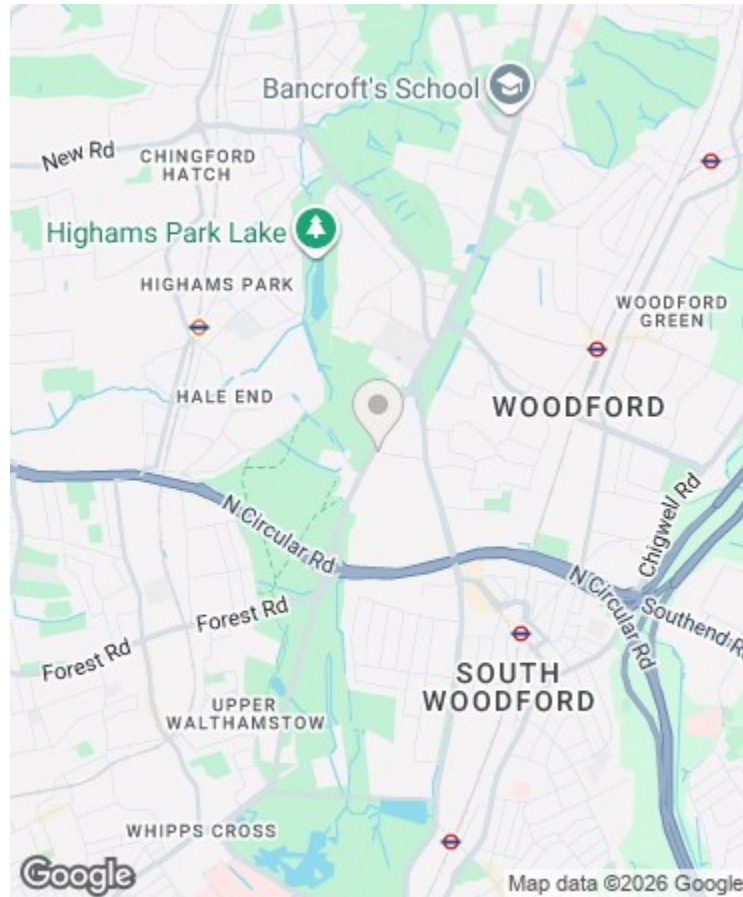 Bancroft's School
New Rd
CHINGFORD
HATCH
Highams Park Lake
HIGHAMS PARK
WOODFORD
GREEN
HALE END
WOODFORD
Chigwell Rd
N Circular Rd
N Circular Rd
Southend R
Forest Rd
Forest Rd
SOUTH
WOODFORD
UPPER
WALTHAMSTOW
WHIPPS CROSS
Google
Map data ©2026 Google